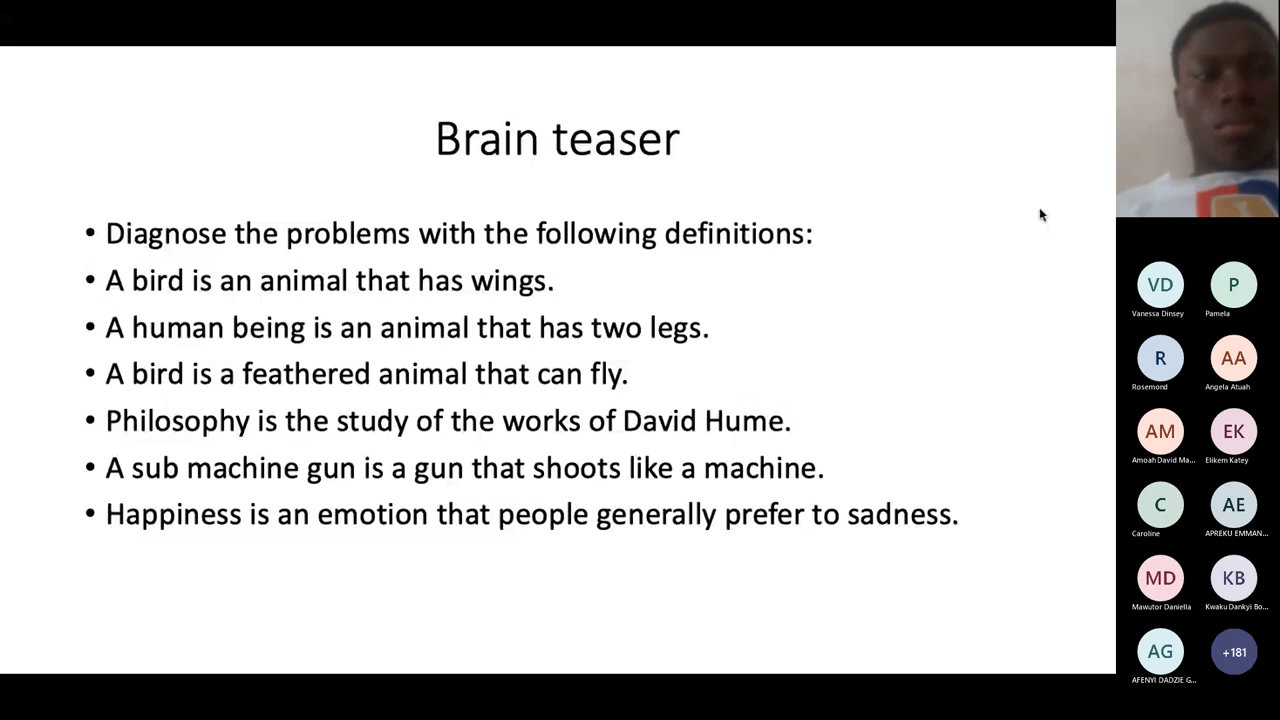 Brain teaser
• Diagnose the problems with the following definitions:
• A bird is an animal that has wings.
• A human being is an animal that has two legs.
• A bird is a feathered animal that can fly.
• Philosophy is the study of the works of David Hume.
• A sub machine gun is a gun that shoots like a machine.
• Happiness is an emotion that people generally prefer to sadness.
VD
Vanessa Dinsey
P
Pamela
R
Rosemond
AA
Angela Atuah
AM
Amoah David Ma...
EK
Elikem Katey
C
Caroline
AE
APREKU EMMAN...
MD
Mawutor Daniella
KB
Kwaku Dankyi Bo...
AG
AFENYI DADZIE G...
+181